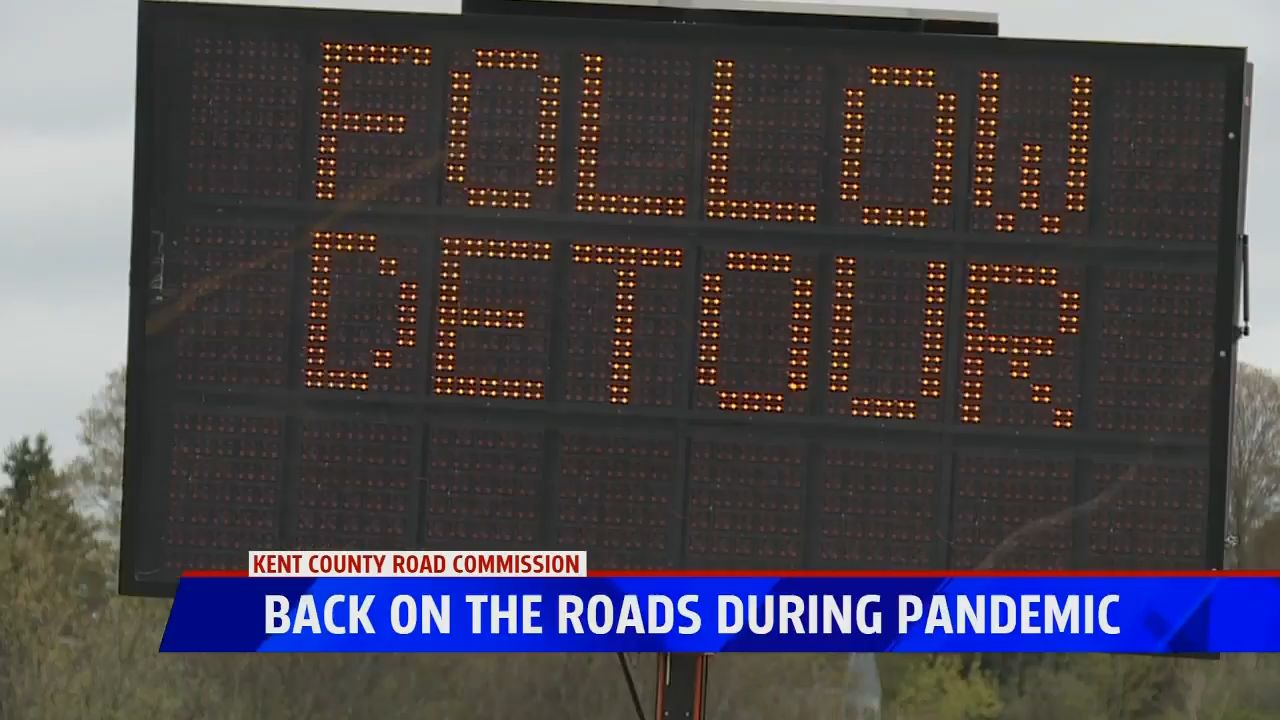 FOLLOW
DETOUR
KENT COUNTY ROAD COMMISSION
BACK ON THE ROADS DURING PANDEMIC